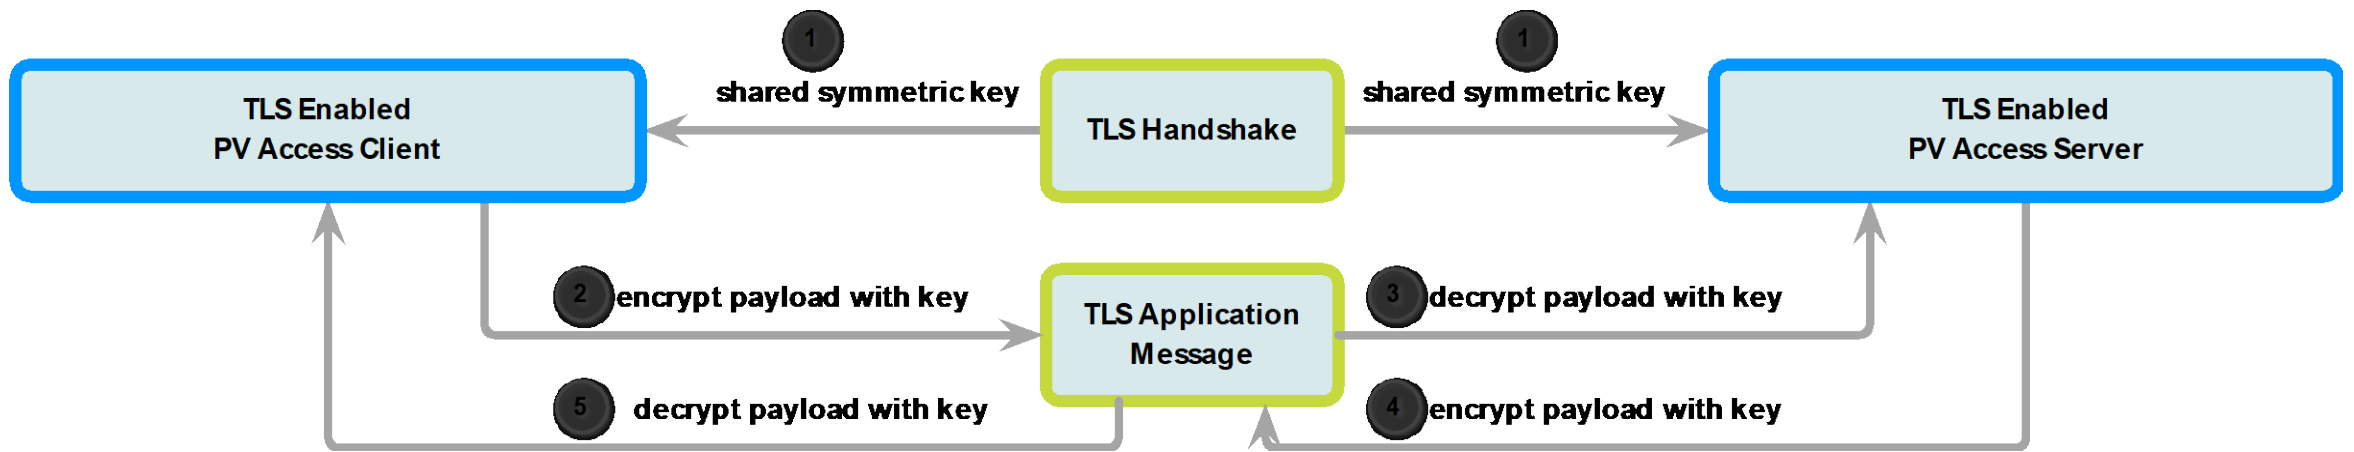 1
1
shared symmetric key
shared symmetric key
TLS Enabled
PV Access Client
TLS Handshake
TLS Enabled
PV Access Server
2
encrypt payload with key
3
decrypt payload with key
TLS Application
Message
5
decrypt payload with key
4
encrypt payload with key